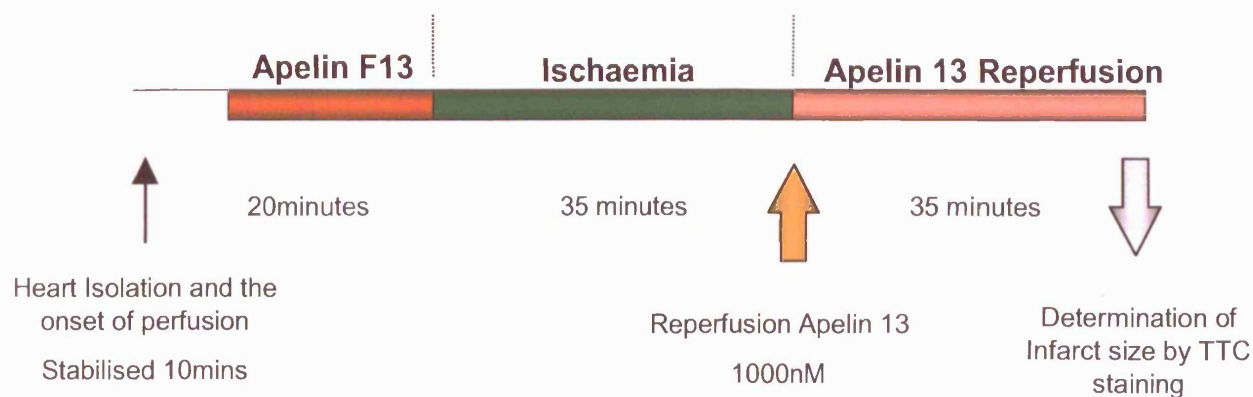 Apelin F13
Ischaemia
Apelin 13 Reperfusion
20minutes
35 minutes
35 minutes
Heart Isolation and the
onset of perfusion
Stabilised 10mins
Reperfusion Apelin 13
1000nM
Determination of
Infarct size by TTC
staining